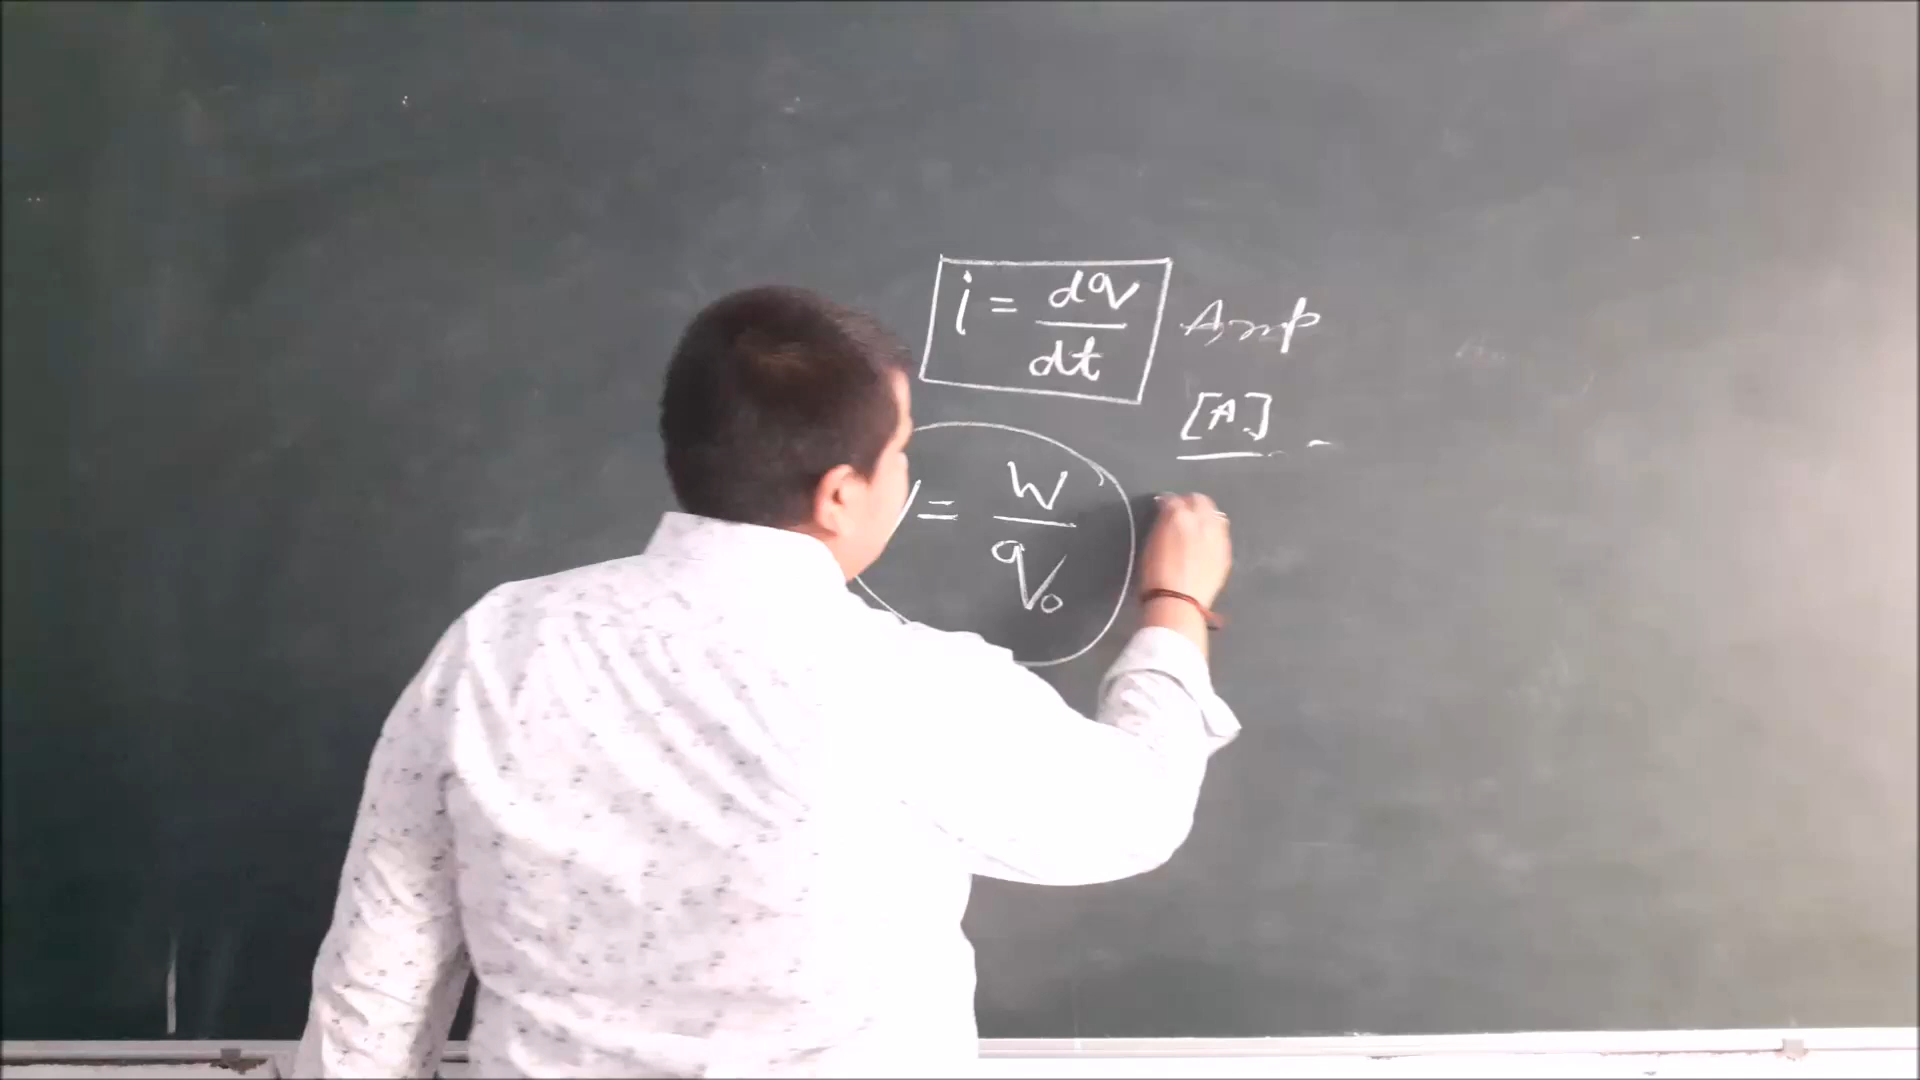 i = dq/dt Amp
[A]
= W/q₀